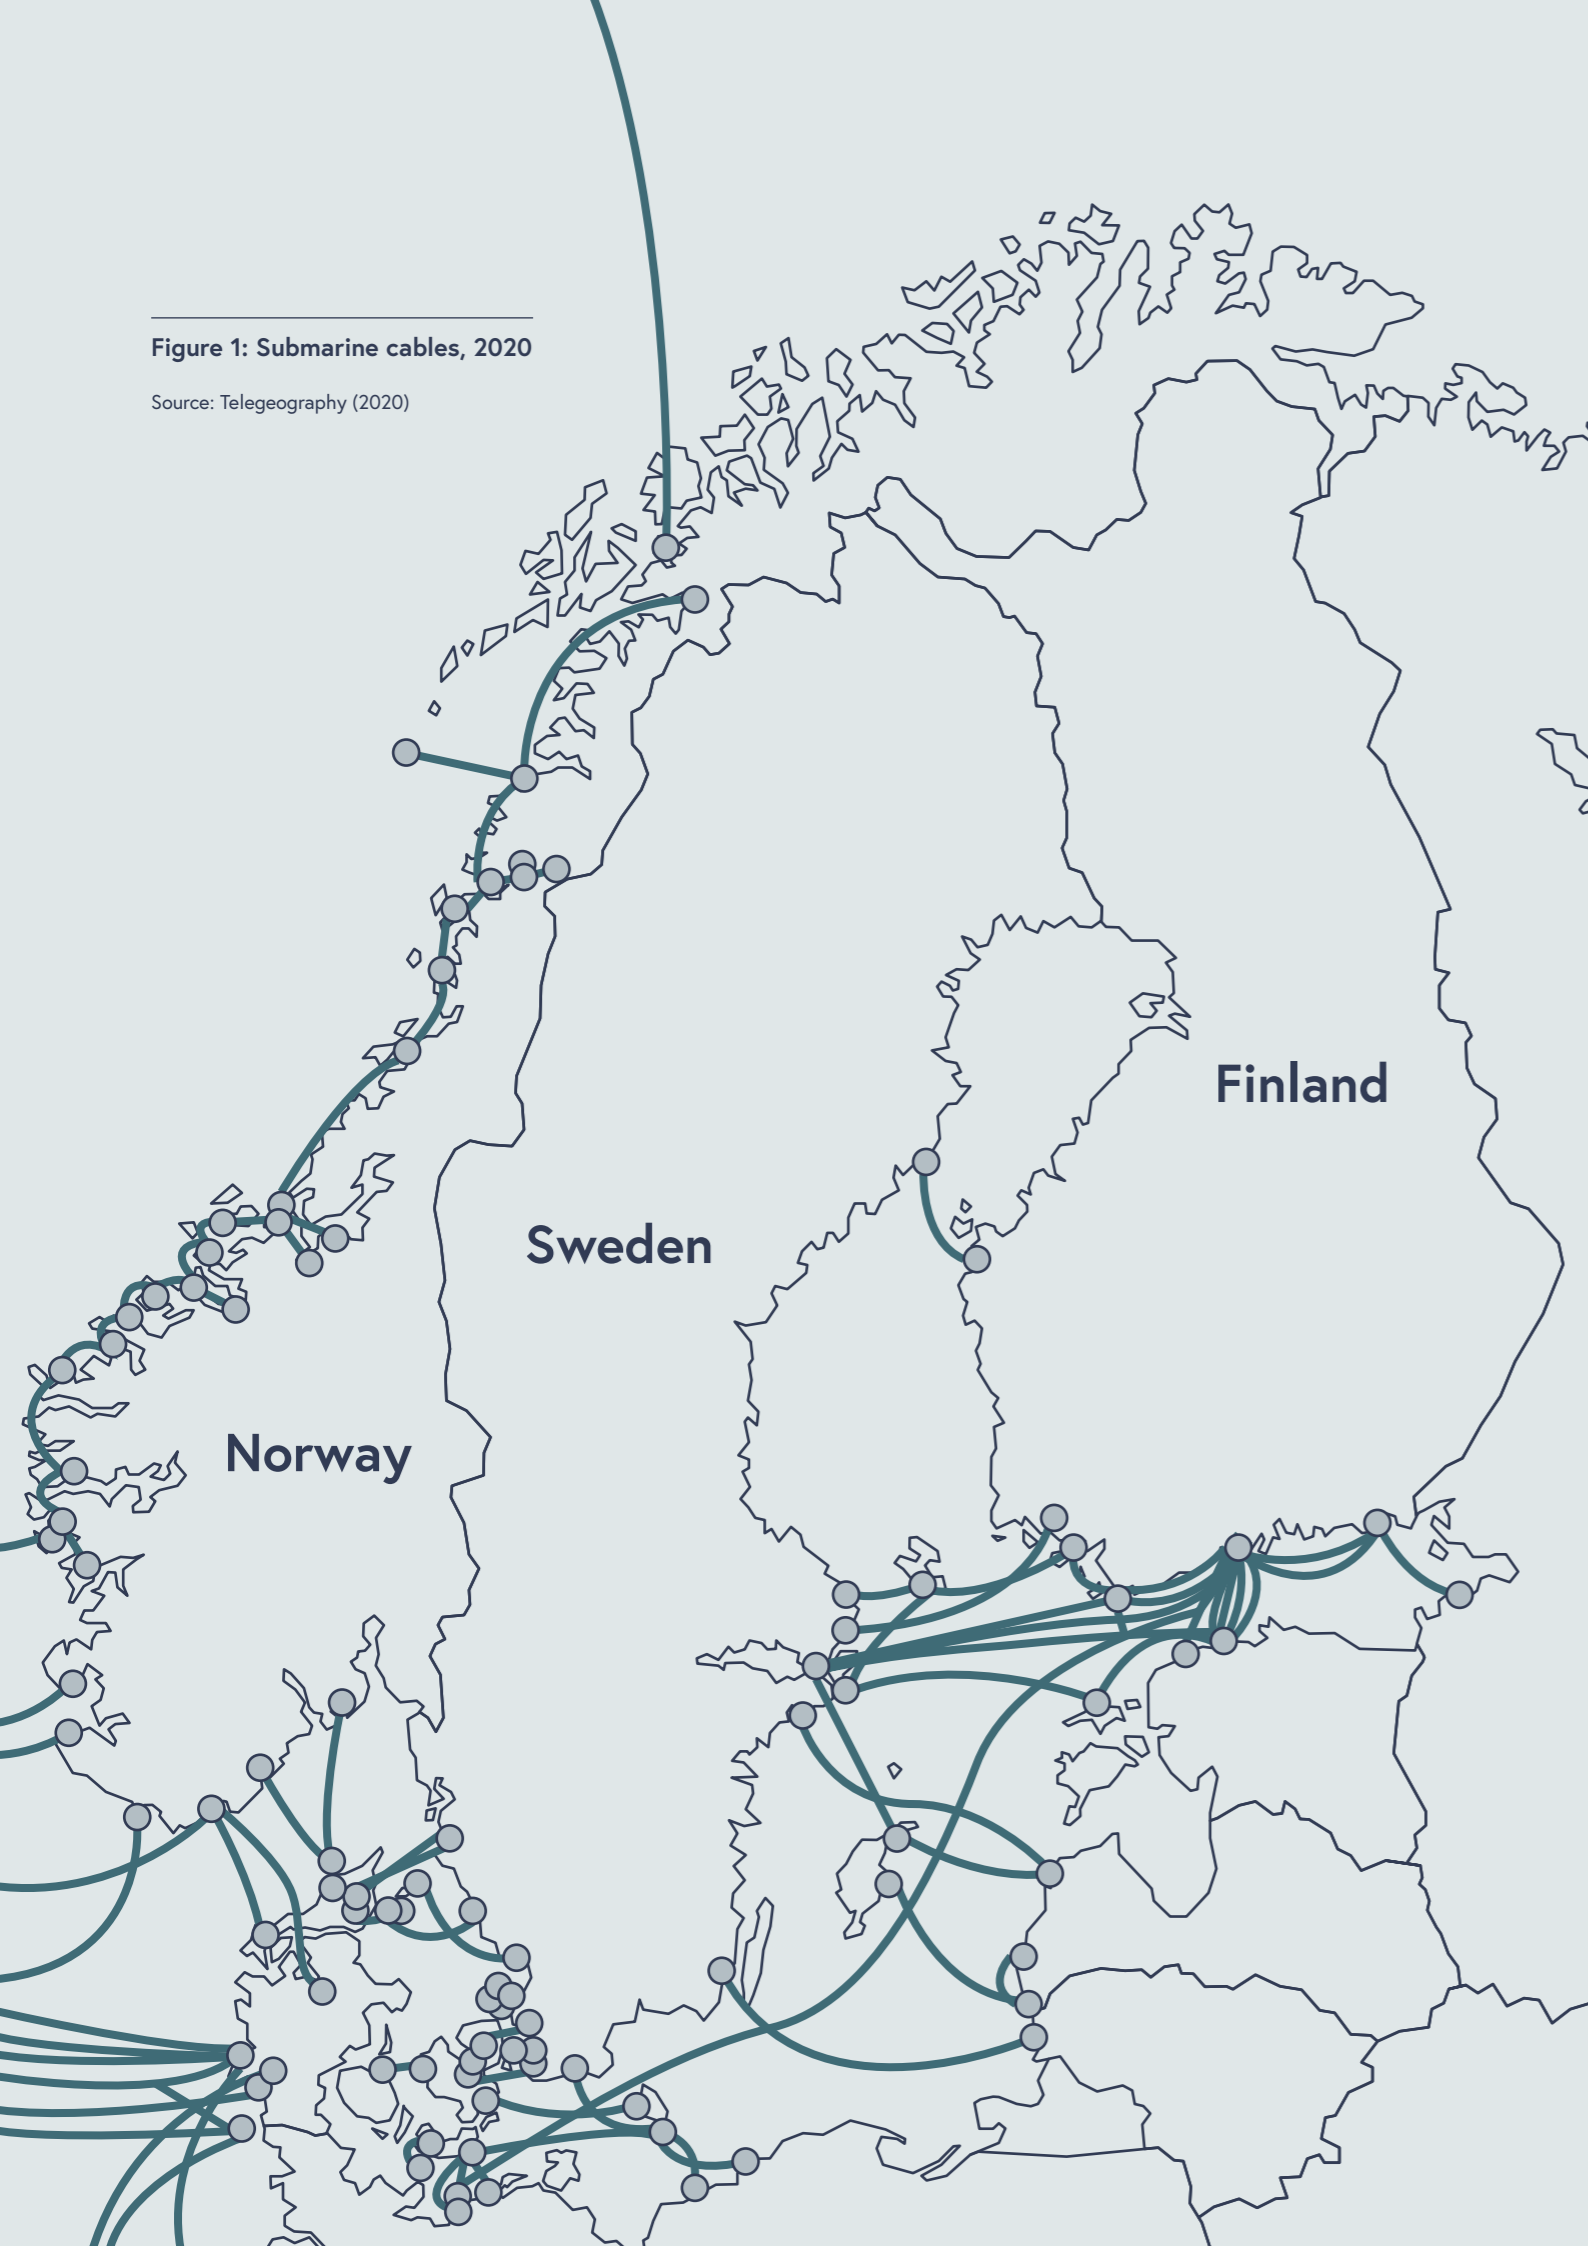 Figure 1: Submarine cables, 2020
Source: Telegeography (2020)
Finland
Sweden
Norway